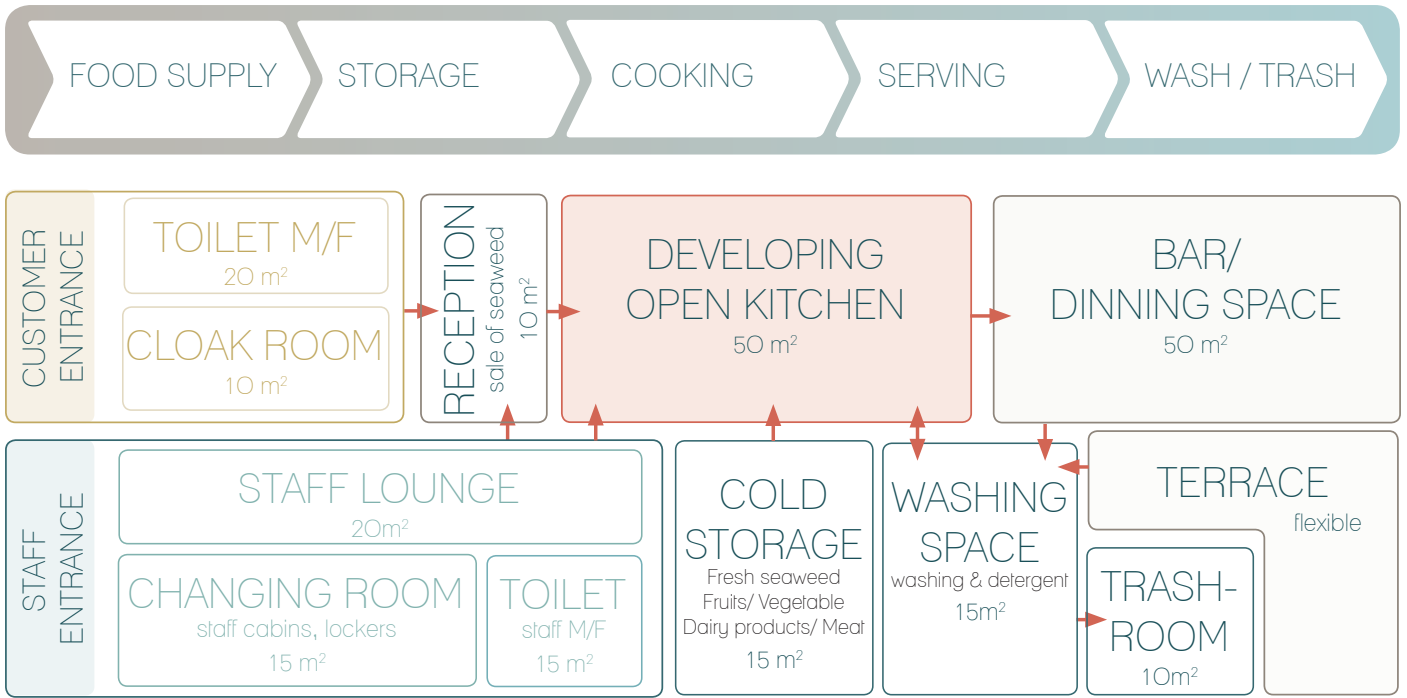 FOOD SUPPLY
STORAGE
COOKING
SERVING
WASH / TRASH
CUSTOMER
ENTRANCE
TOILET M/F
20 m²
CLOAK ROOM
10 m²
RECEPTION
sale of seaweed
10 m²
DEVELOPING
OPEN KITCHEN
50 m²
BAR/
DINNING SPACE
50 m²
STAFF
ENTRANCE
STAFF LOUNGE
20m²
CHANGING ROOM
staff cabins, lockers
15 m²
TOILET
staff M/F
15 m²
COLD
STORAGE
Fresh seaweed
Fruits/ Vegetable
Dairy products/ Meat
15 m²
WASHING
SPACE
washing & detergent
15m²
TERRACE
flexible
TRASH-
ROOM
10m²